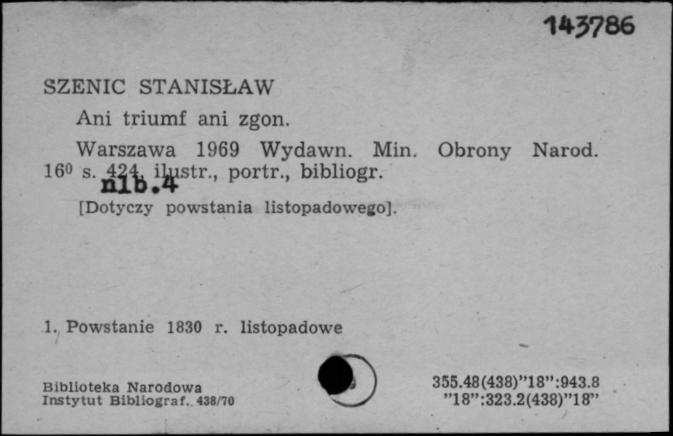 143786
SZENIC STANISŁAW
Ani triumf ani zgon.
Warszawa 1969 Wydawn. Min. Obrony Narod.
16⁰ s. 424, ilustr., portr., bibliogr.
nlb.4
[Dotyczy powstania listopadowego].
1. Powstanie 1830 r. listopadowe
Biblioteka Narodowa
Instytut Bibliograf. 438/70
355.48(438)”18”:943.8
”18”:323.2(438)”18”